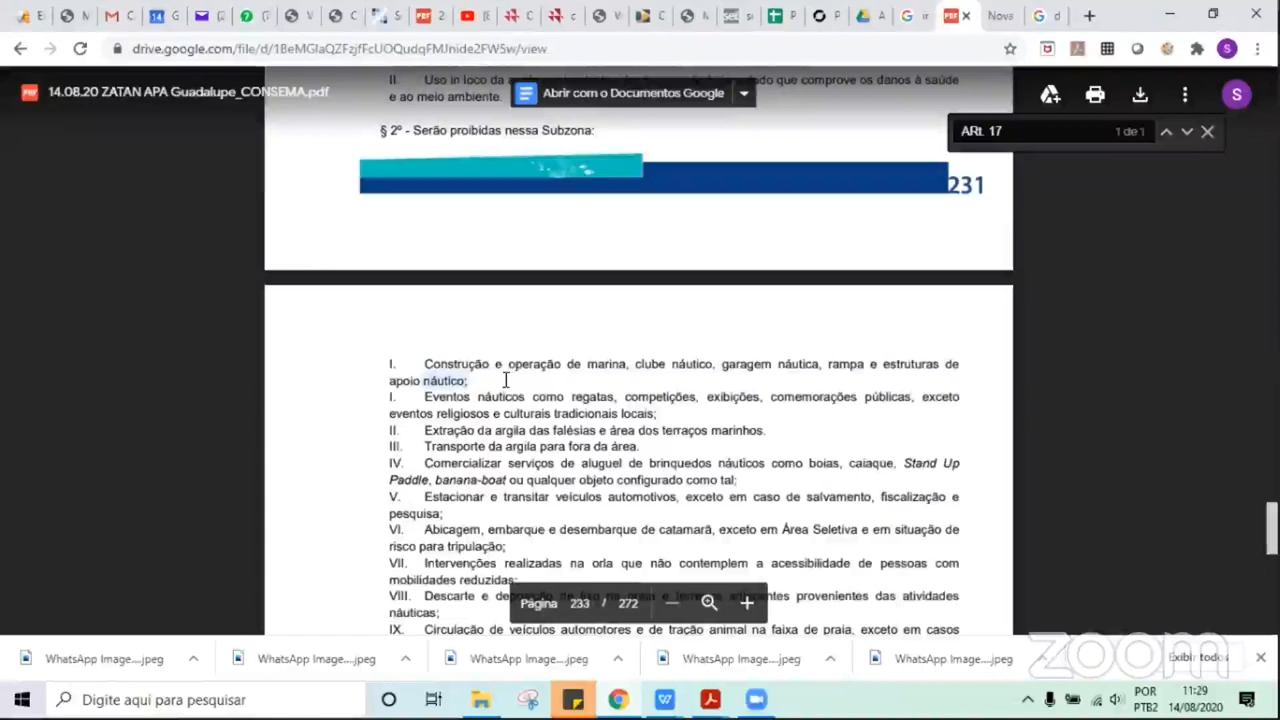 drive.google.com/file/d/1BeMGlaQZFzjfFcUOQudqFMJnide2FW5w/view
14.08.20 ZATAN APA Guadalupe_CONSEMA.pdf
Abrir com o Documentos Google
ARt. 17
1 de 1
II. Uso in loco da
que comprove os danos à saúde
e ao meio ambiente.
§ 2º - Serão proibidas nessa Subzona:
231
I. Construção e operação de marina, clube náutico, garagem náutica, rampa e estruturas de
apoio náutico;
I. Eventos náuticos como regatas, competições, exibições, comemorações públicas, exceto
eventos religiosos e culturais tradicionais locais;
II. Extração da argila das falésias e área dos terraços marinhos.
III. Transporte da argila para fora da área.
IV. Comercializar serviços de aluguel de brinquedos náuticos como boias, caiaque, Stand Up
Paddle, banana-boat ou qualquer objeto configurado como tal;
V. Estacionar e transitar veículos automotivos, exceto em caso de salvamento, fiscalização e
pesquisa;
VI. Abicagem, embarque e desembarque de catamarã, exceto em Área Seletiva e em situação de
risco para tripulação;
VII. Intervenções realizadas na orla que não contemplem a acessibilidade de pessoas com
mobilidades reduzidas;
VIII. Descarte e
provenientes das atividades
náuticas;
IX. Circulação de veículos automotores e de tração animal na faixa de praia, exceto em casos
Página 233 / 272
WhatsApp Image....jpeg
WhatsApp Image....jpeg
WhatsApp Image....jpeg
WhatsApp Image....jpeg
WhatsApp Image....jpeg
Exibir todos
zoom
Digite aqui para pesquisar
POR
PTB2
11:29
14/08/2020